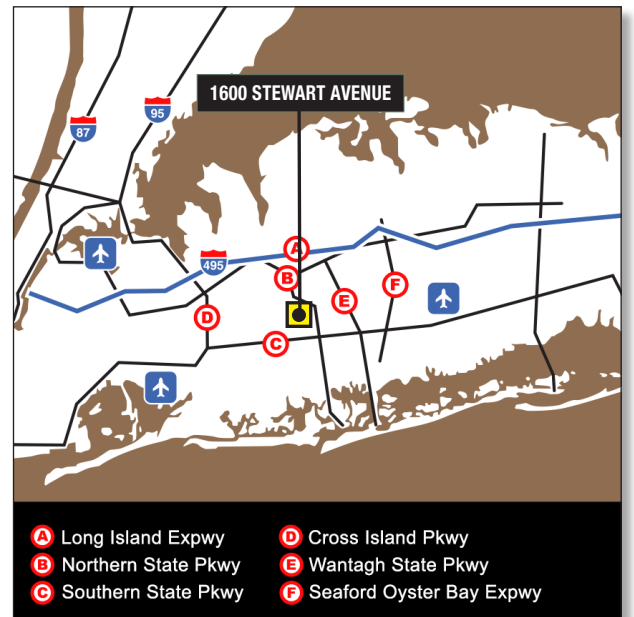 1600 STEWART AVENUE
95
87
A
495
B
F
E
D
C
A Long Island Expwy
B Northern State Pkwy
C Southern State Pkwy
D Cross Island Pkwy
E Wantagh State Pkwy
F Seaford Oyster Bay Expwy